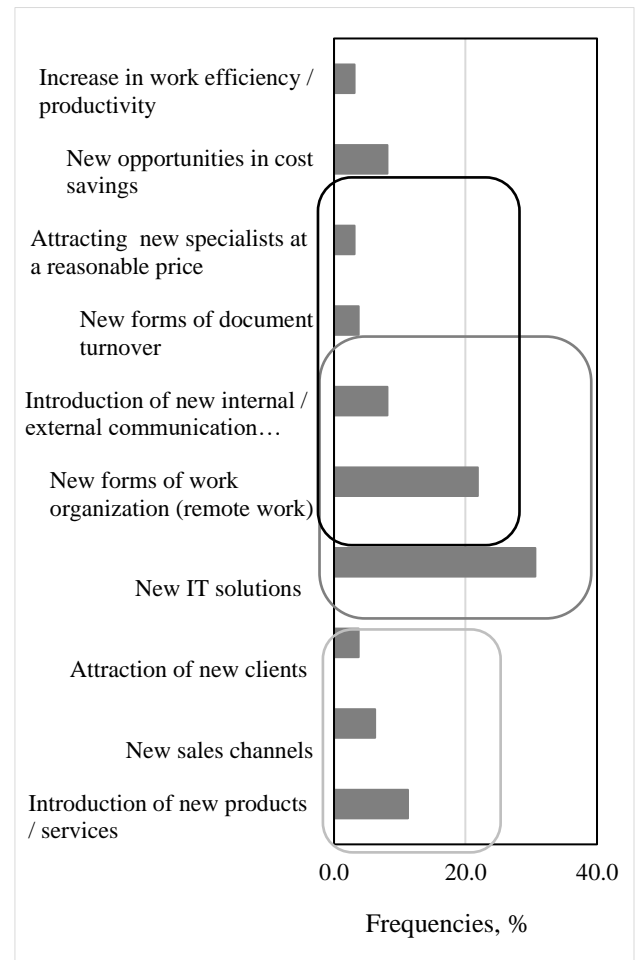 Increase in work efficiency /
productivity
New opportunities in cost
savings
Attracting new specialists at
a reasonable price
New forms of document
turnover
Introduction of new internal /
external communication…
New forms of work
organization (remote work)
New IT solutions
Attraction of new clients
New sales channels
Introduction of new products
/ services
0.0 20.0 40.0
Frequencies, %